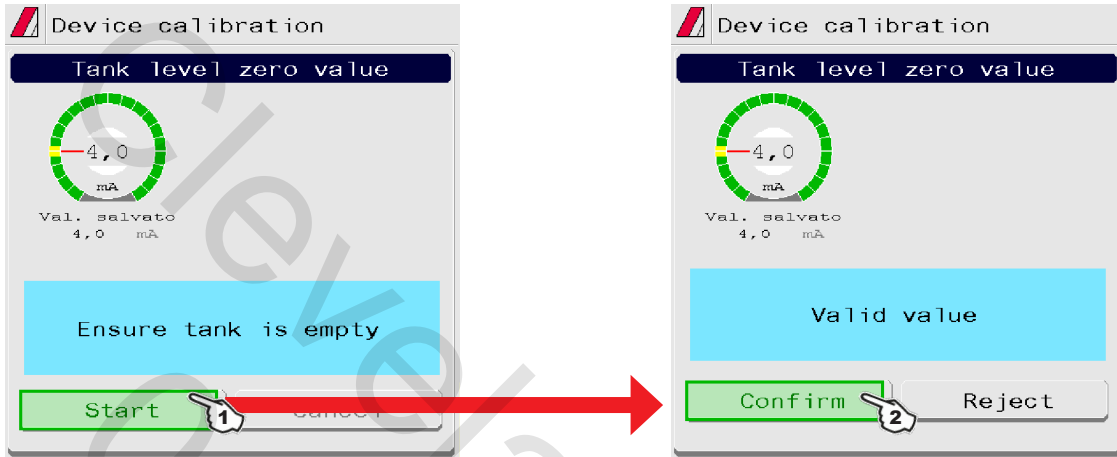 Device calibration
Tank level zero value
4,0
mA
Val. salvato
4,0 mA
Ensure tank is empty
Start
Cancel
1
Device calibration
Tank level zero value
4,0
mA
Val. salvato
4,0 mA
Valid value
Confirm
Reject
2